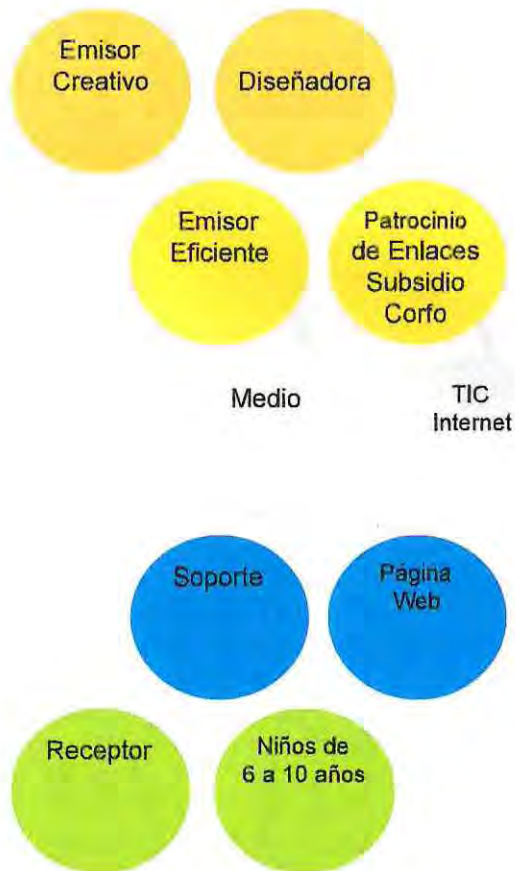 Emisor
Creativo
Diseñadora
Emisor
Eficiente
Patrocinio
de Enlaces
Subsidio
Corfo
Medio
TIC
Internet
Soporte
Página
Web
Receptor
Niños de
6 a 10 años